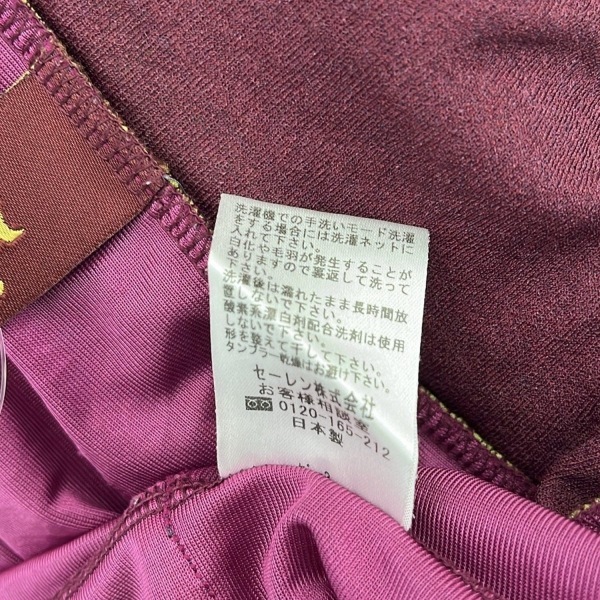 洗濯機での手洗いモード洗濯
をする場合には洗濯ネットに
入れて下さい。
白化や毛羽が発生することが
ありますので裏返して洗って
下さい。
洗濯後は濡れたまま長時間放
置しないで下さい。
酸素系漂白剤配合洗剤は使用
しないで下さい。
形を整えて干して下さい。
タンブラー乾燥はお避け下さい。
セーレン株式会社
お客様相談室
0120-165-212
日本製